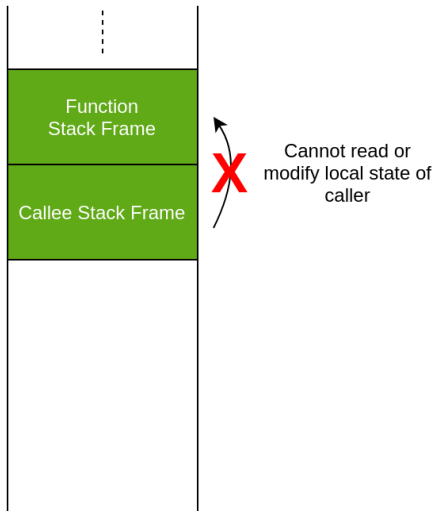 Function
Stack Frame
Callee Stack Frame
X
Cannot read or
modify local state of
caller